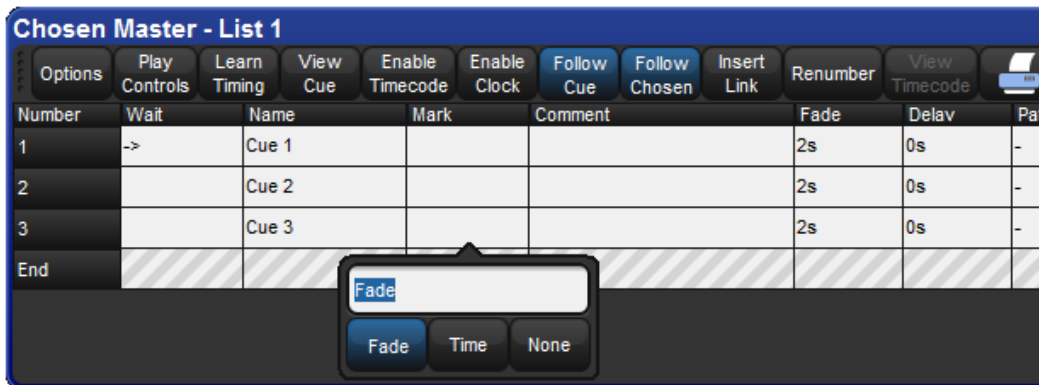 Chosen Master - List 1
Options Play Controls Learn Timing View Cue Enable Timecode Enable Clock Follow Cue Follow Chosen Insert Link Renumber View Timecode
Number Wait Name Mark Comment Fade Delay Pa
1 -> Cue 1 2s 0s -
2 Cue 2 2s 0s -
3 Cue 3 2s 0s -
End
Fade
Fade Time None